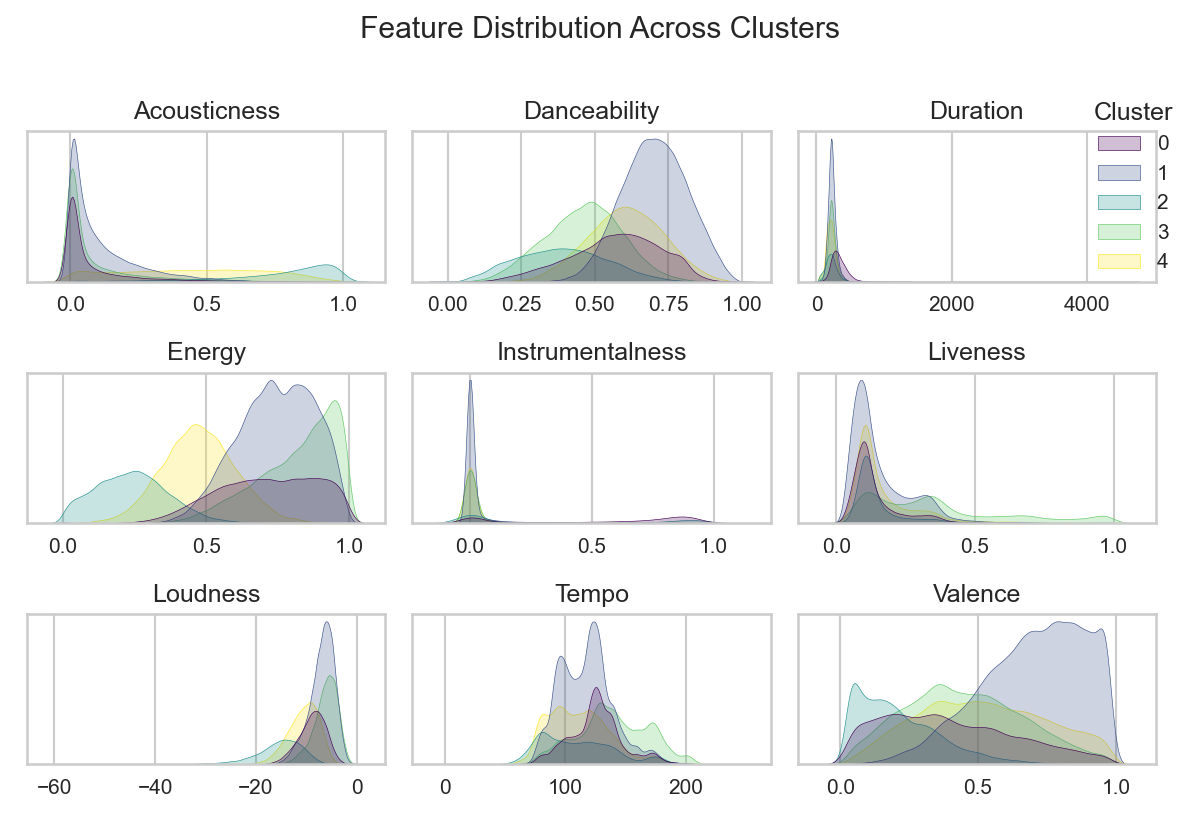 Feature Distribution Across Clusters
Acousticness
0.0 0.5 1.0
Danceability
0.00 0.25 0.50 0.75 1.00
Duration
0 2000 4000
Cluster
0
1
2
3
4
Energy
0.0 0.5 1.0
Instrumentalness
0.0 0.5 1.0
Liveness
0.0 0.5 1.0
Loudness
−60 −40 −20 0
Tempo
0 100 200
Valence
0.0 0.5 1.0